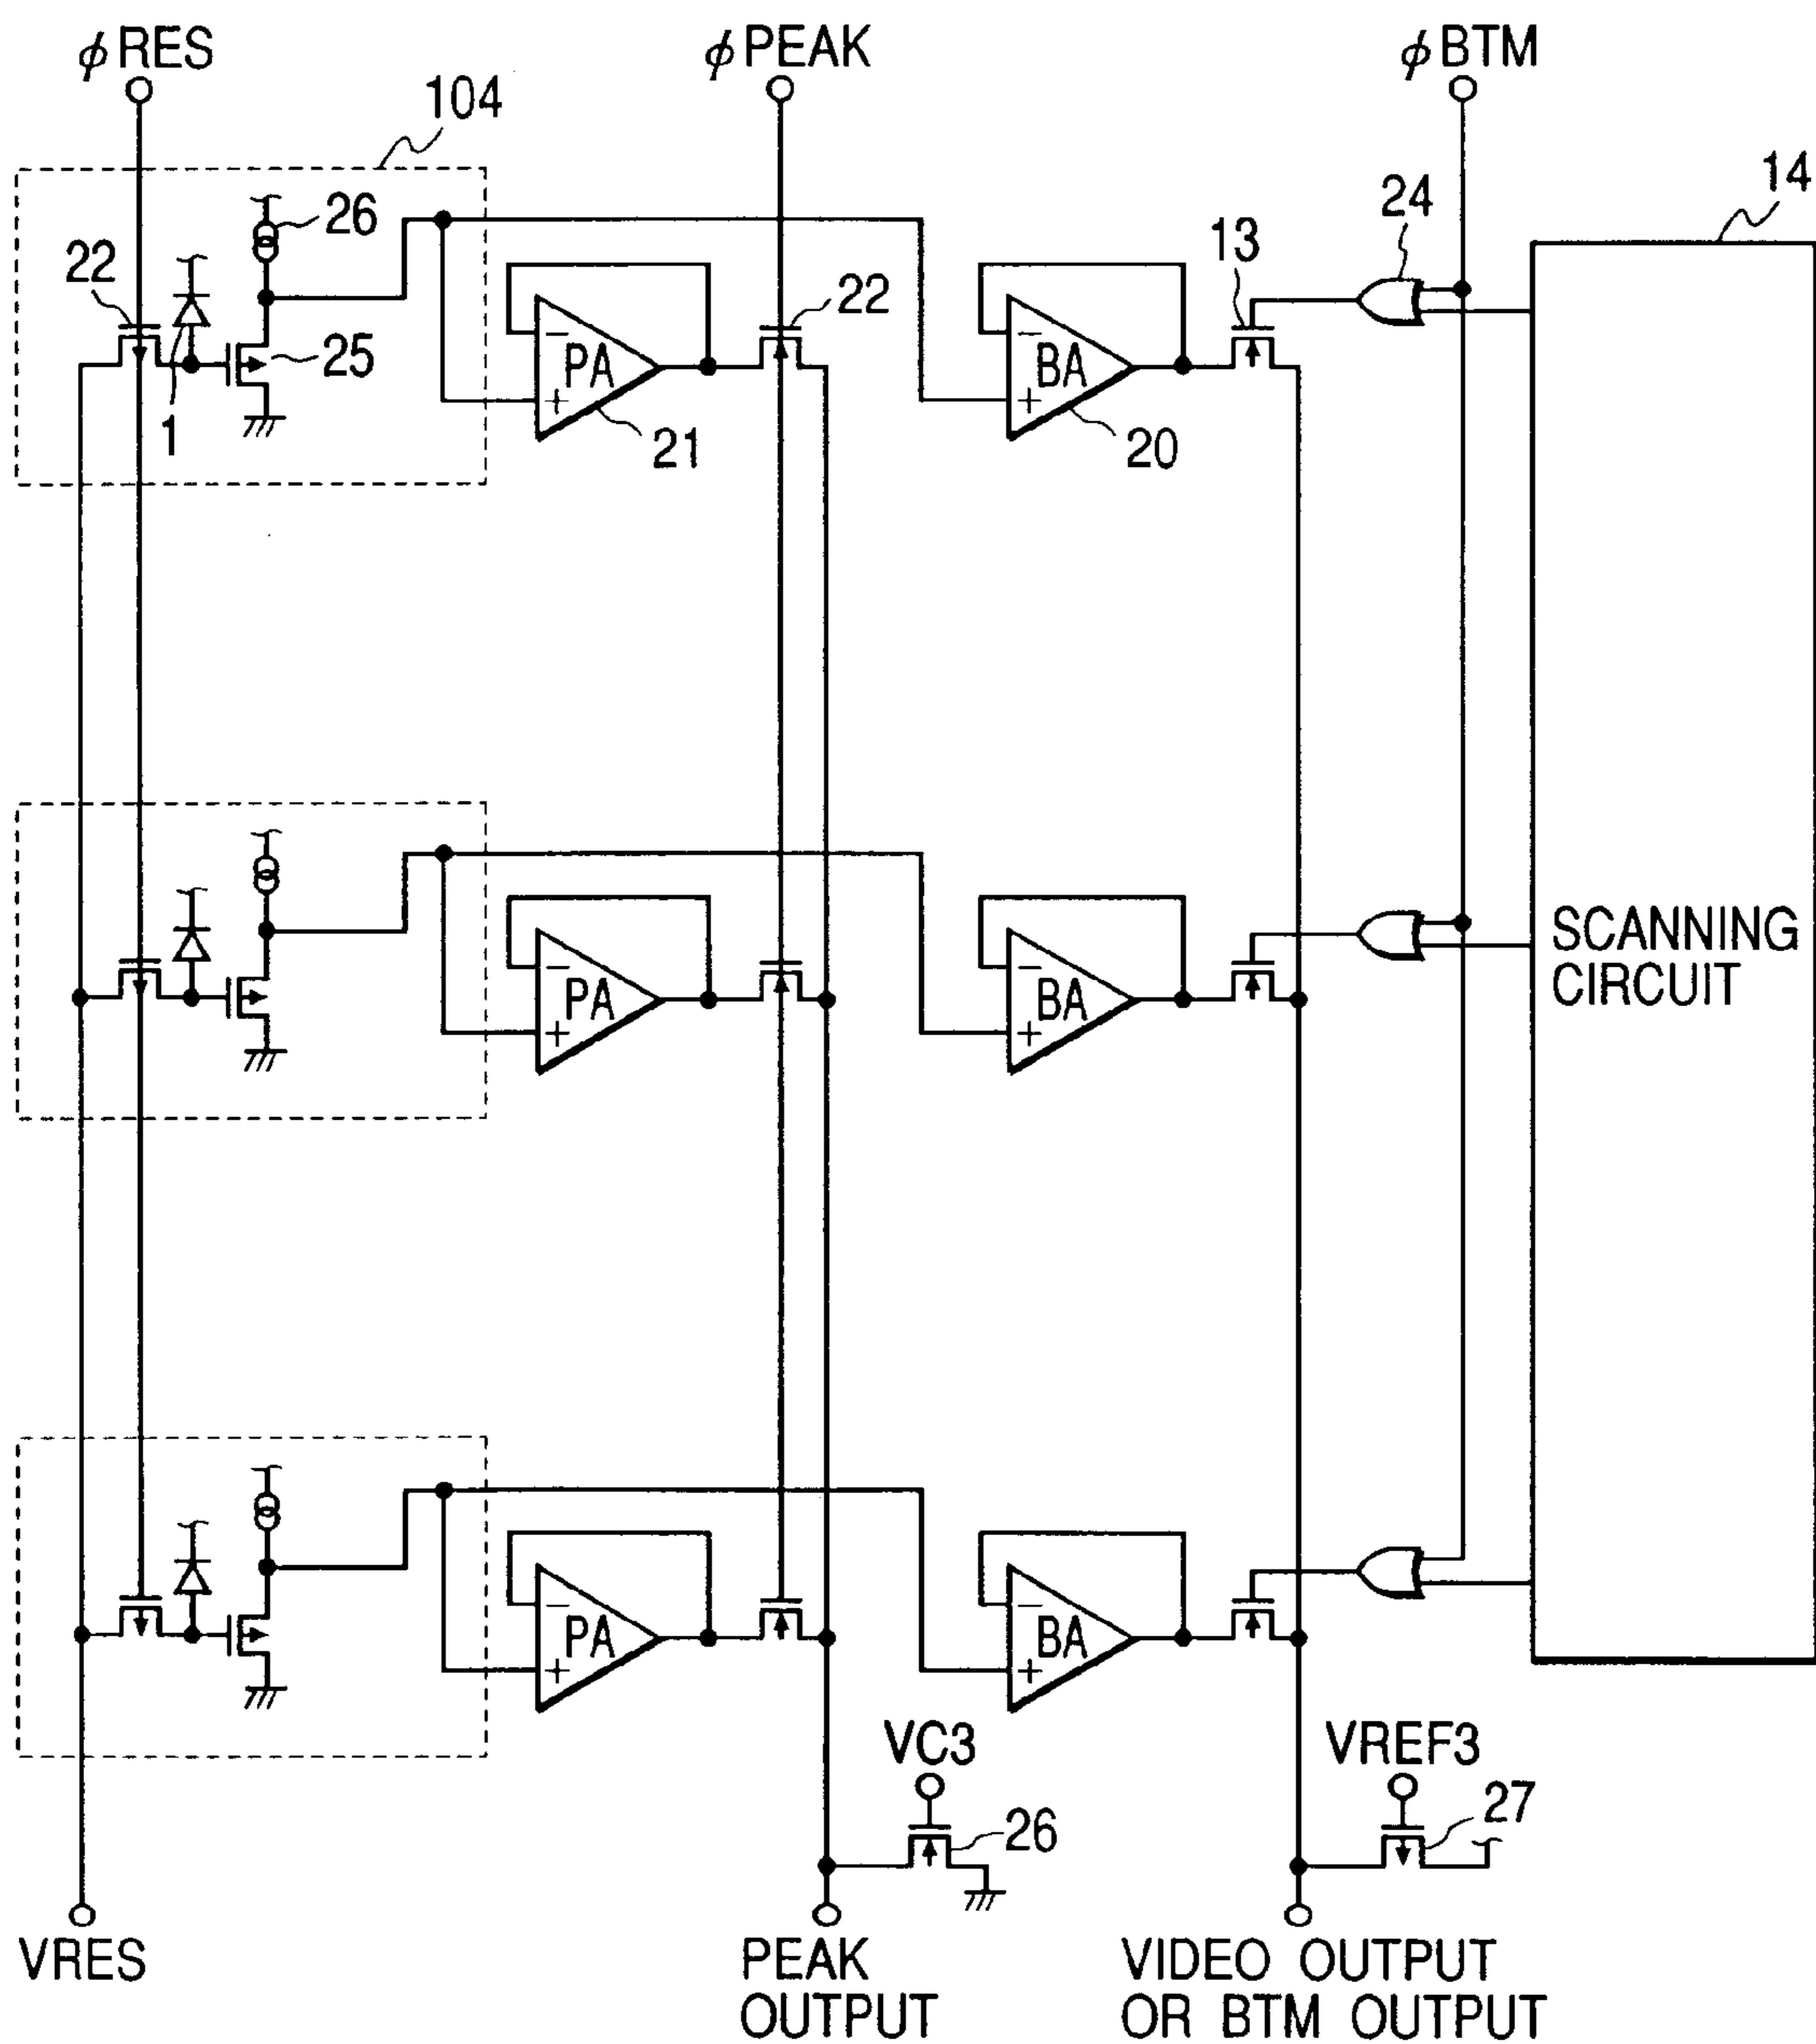 ϕRES
ϕPEAK
ϕBTM
104
14
24
26
13
22
22
25
PA
BA
1
21
20
−
+
−
+
SCANNING
CIRCUIT
PA
BA
−
+
−
+
PA
BA
−
+
−
+
VC3
VREF3
26
27
VRES
PEAK
OUTPUT
VIDEO OUTPUT
OR BTM OUTPUT